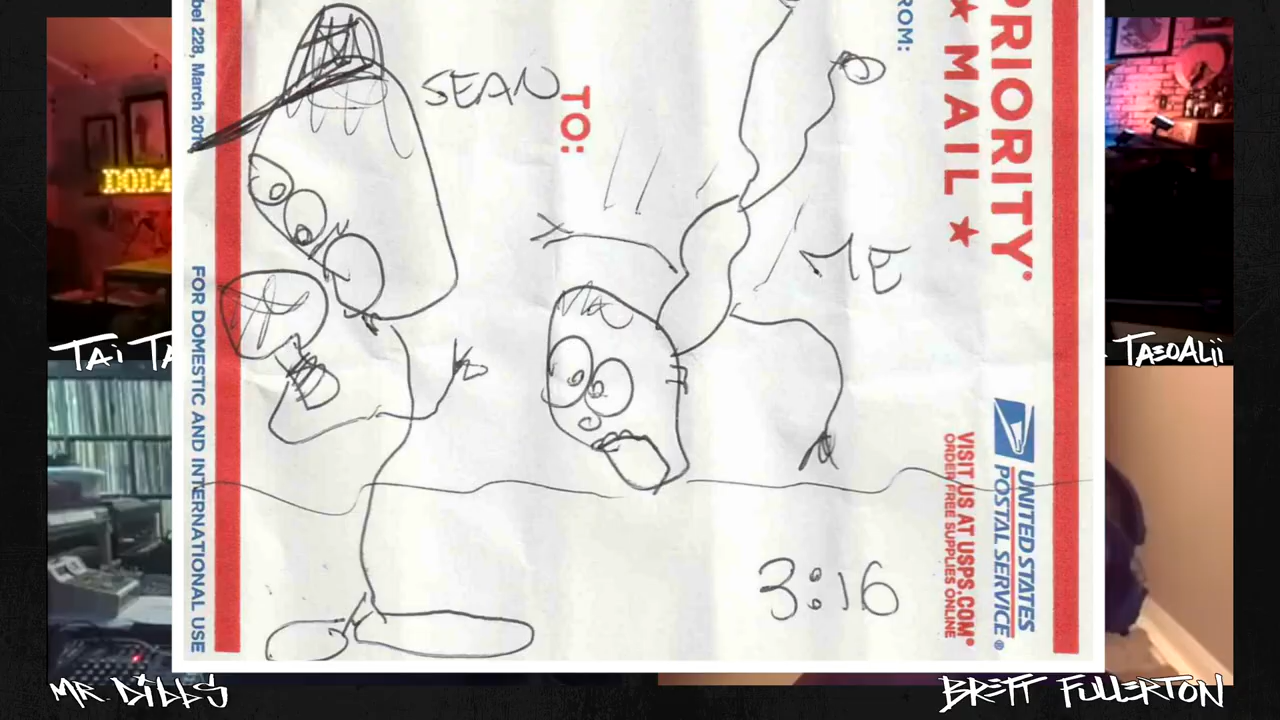 ROM:
★ MAIL ★
PRIORITY®
TO:
SEAN
ME
3:16
bel 228, March 201
FOR DOMESTIC AND INTERNATIONAL USE
UNITED STATES
POSTAL SERVICE®
VISIT US AT USPS.COM®
ORDER FREE SUPPLIES ONLINE
DOD4
TAi TA
TAEOALii
MR. DiBBS
BRETT FULLERTON